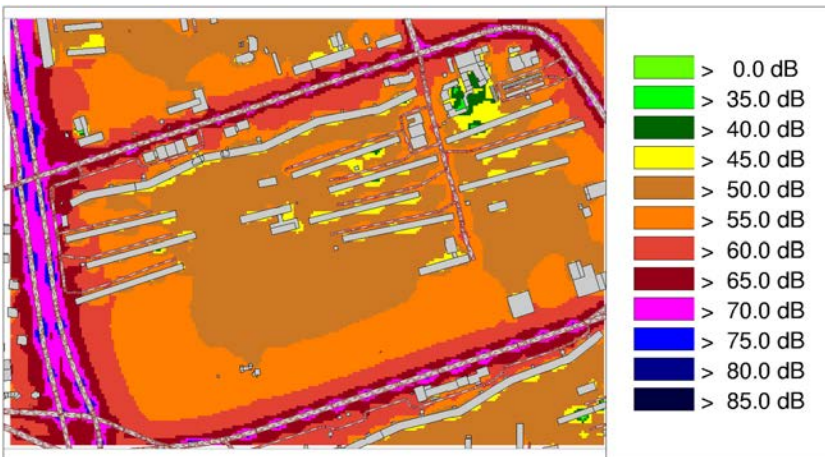 > 0.0 dB
> 35.0 dB
> 40.0 dB
> 45.0 dB
> 50.0 dB
> 55.0 dB
> 60.0 dB
> 65.0 dB
> 70.0 dB
> 75.0 dB
> 80.0 dB
> 85.0 dB